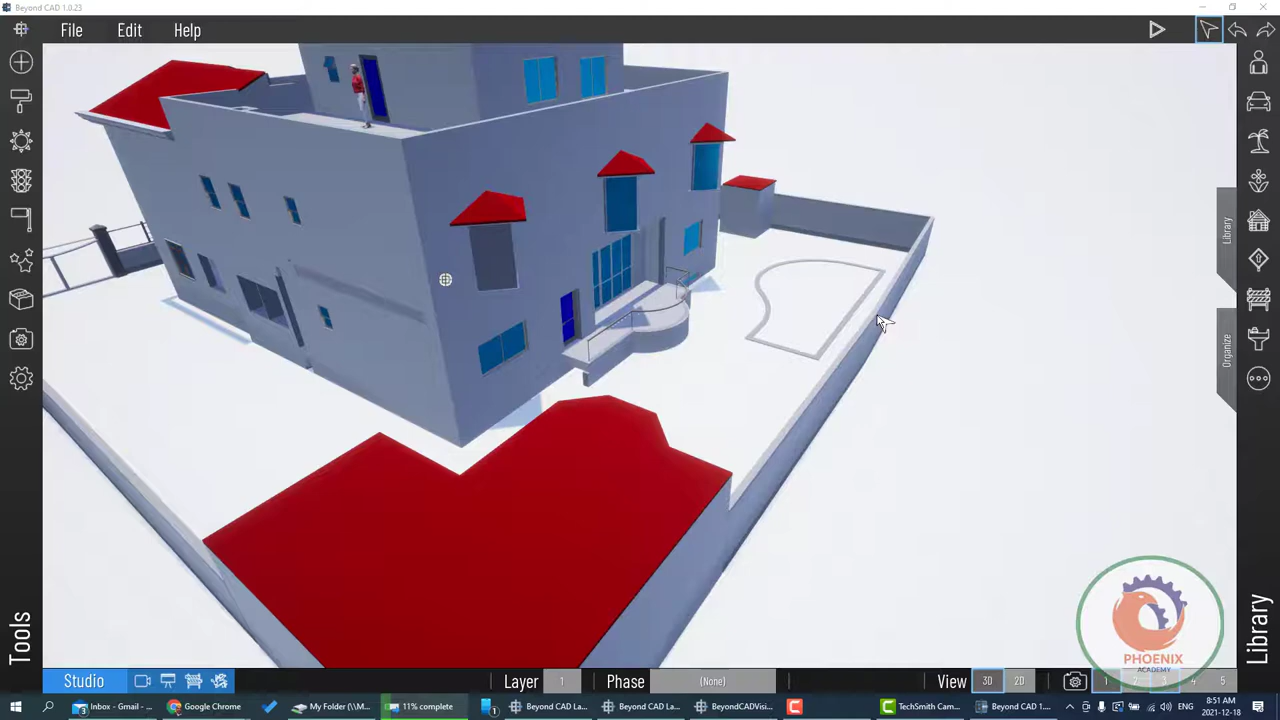 Beyond CAD 1.0.23
File Edit Help
Library
Organize
Tools
Library
PHOENIX
ACADEMY
Studio Layer 1 Phase (None) View 3D 2D 1 2 3 4 5
Inbox - Gmail - ... Google Chrome My Folder (\\M... 11% complete Beyond CAD La... Beyond CAD La... BeyondCADVisi... TechSmith Cam... Beyond CAD 1.... ENG 8:51 AM
2021-12-18